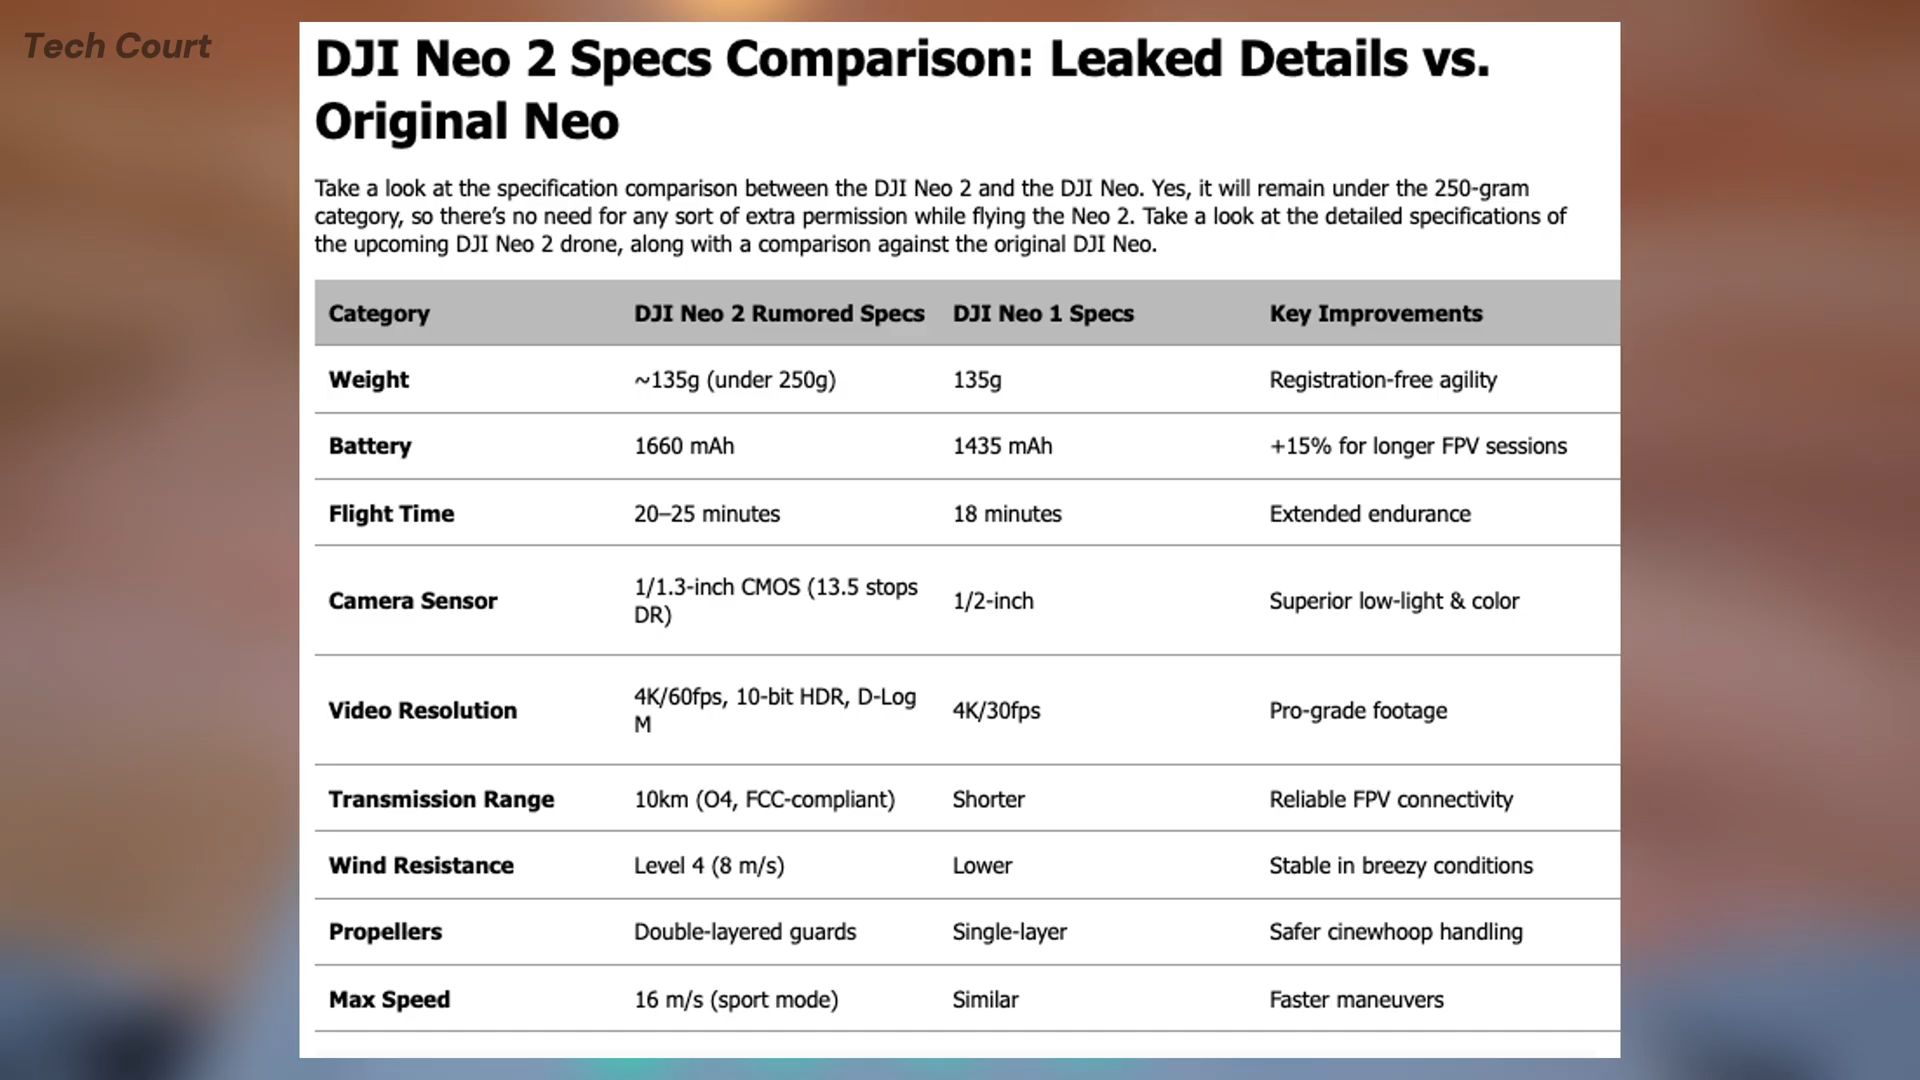 Tech Court
DJI Neo 2 Specs Comparison: Leaked Details vs.
Original Neo
Take a look at the specification comparison between the DJI Neo 2 and the DJI Neo. Yes, it will remain under the 250-gram
category, so there’s no need for any sort of extra permission while flying the Neo 2. Take a look at the detailed specifications of
the upcoming DJI Neo 2 drone, along with a comparison against the original DJI Neo.
Category DJI Neo 2 Rumored Specs DJI Neo 1 Specs Key Improvements
Weight ~135g (under 250g) 135g Registration-free agility
Battery 1660 mAh 1435 mAh +15% for longer FPV sessions
Flight Time 20–25 minutes 18 minutes Extended endurance
Camera Sensor 1/1.3-inch CMOS (13.5 stops
DR) 1/2-inch Superior low-light & color
Video Resolution 4K/60fps, 10-bit HDR, D-Log
M 4K/30fps Pro-grade footage
Transmission Range 10km (O4, FCC-compliant) Shorter Reliable FPV connectivity
Wind Resistance Level 4 (8 m/s) Lower Stable in breezy conditions
Propellers Double-layered guards Single-layer Safer cinewhoop handling
Max Speed 16 m/s (sport mode) Similar Faster maneuvers